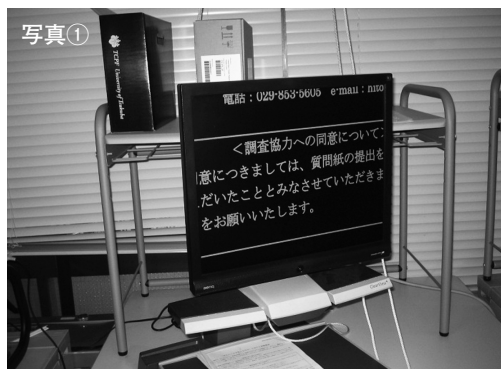 写真①
TCPF University of Tsukuba
電話：029-853-5605 e-mail：nito
＜調査協力への同意について＞
意につきましては、質問紙の提出を
だいたこととみなさせていただきま
をお願いいたします。
BenQ